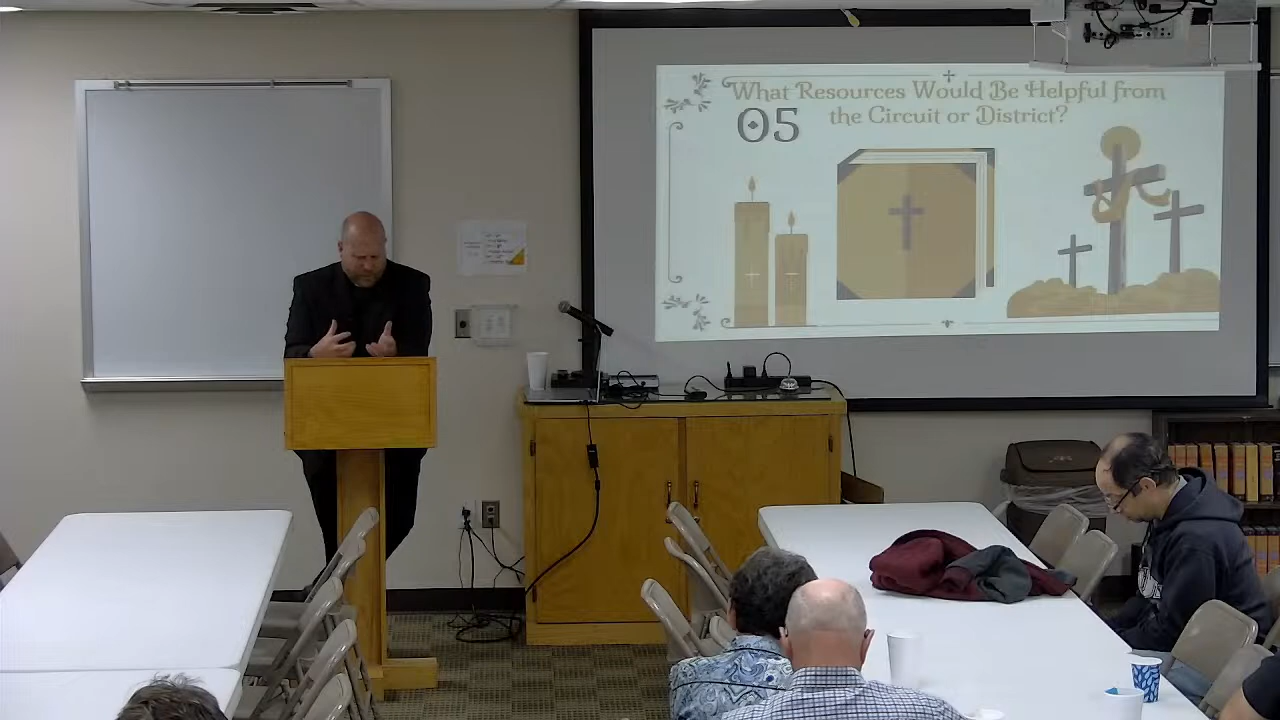 What Resources Would Be Helpful from
the Circuit or District?
05